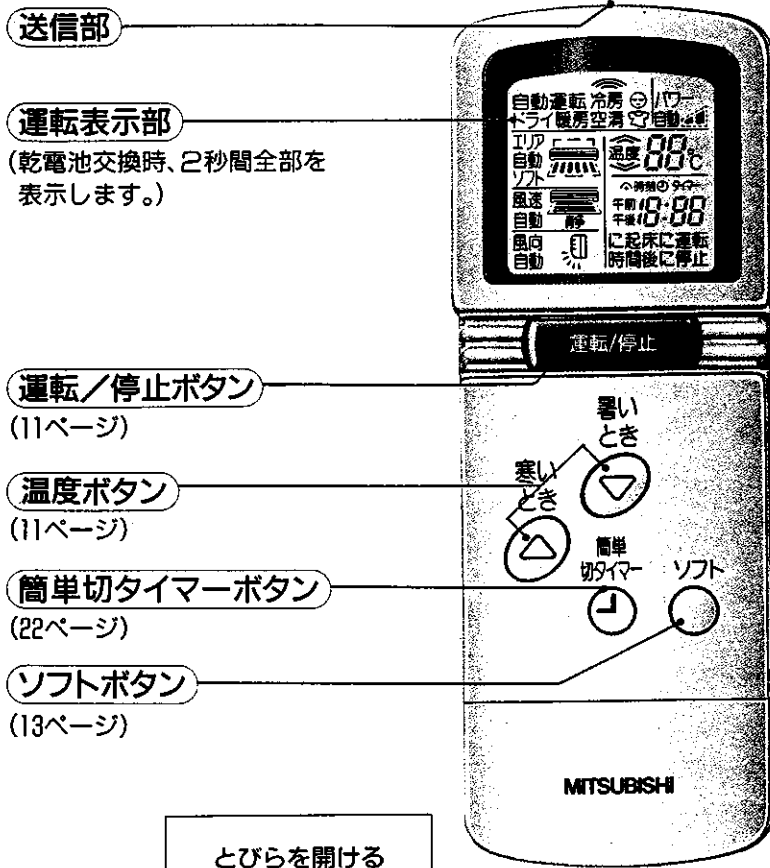 送信部
運転表示部
(乾電池交換時、2秒間全部を
表示します。)
運転/停止ボタン
(11ページ)
温度ボタン
(11ページ)
簡単切タイマーボタン
(22ページ)
ソフトボタン
(13ページ)
自動運転 冷房 パワー
ドライ暖房空清 自動
エリア
自動
ソフト
温度 88℃
風速
自動 静
時刻 タイマー
午前
午後 18:88
風向
自動
に起床に運転
時間後に停止
運転/停止
暑い
とき
寒い
とき
簡単
切タイマー
ソフト
MITSUBISHI
とびらを開ける